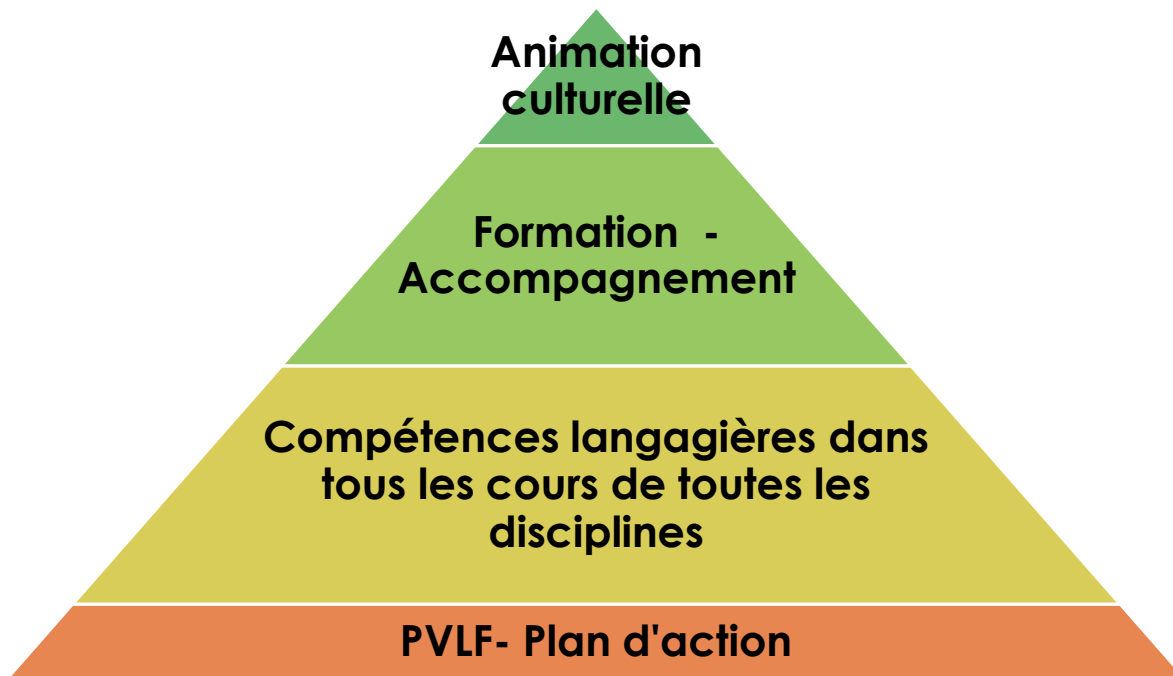 Animation
culturelle
Formation -
Accompagnement
Compétences langagières dans
tous les cours de toutes les
disciplines
PVLF- Plan d'action